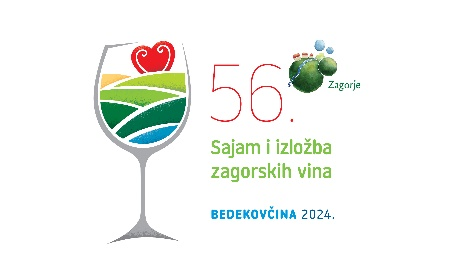 56.
Zagorje
Sajam i izložba
zagorskih vina
BEDEKOVČINA 2024.